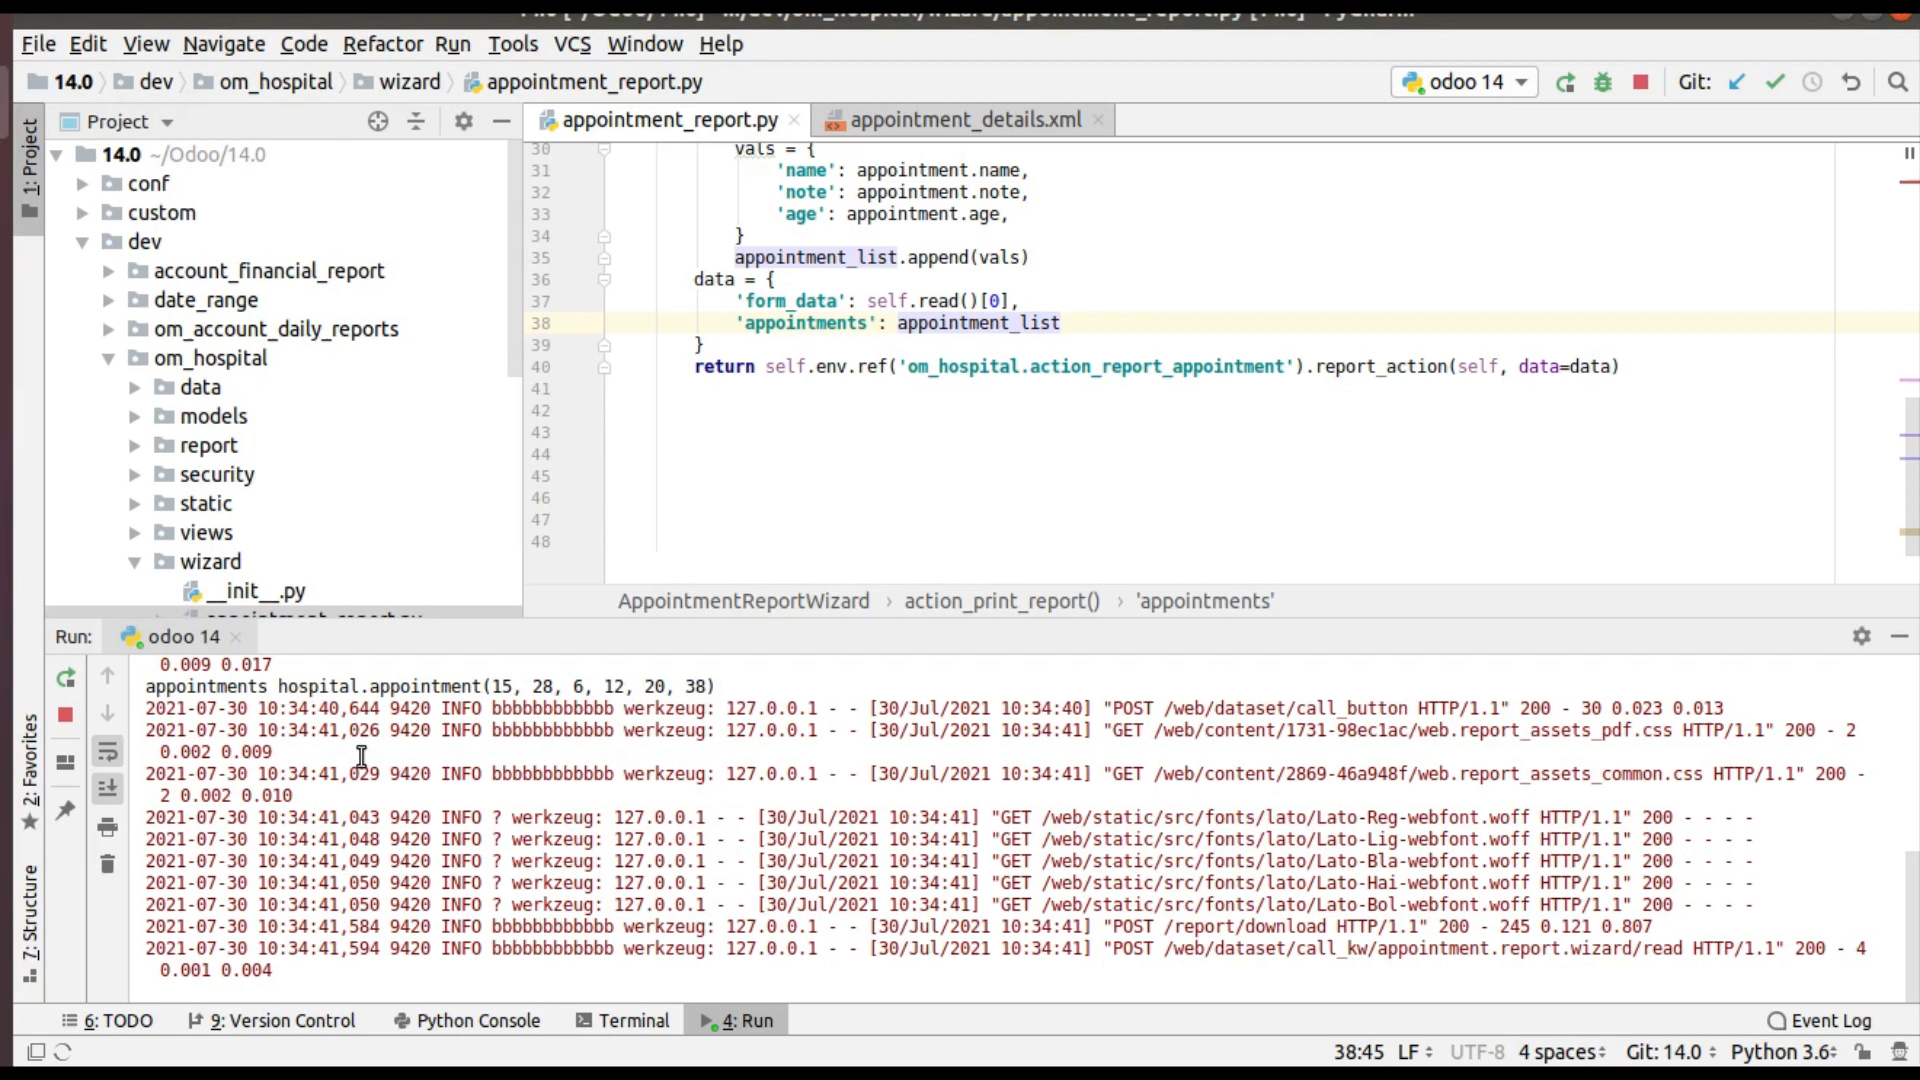 File Edit View Navigate Code Refactor Run Tools VCS Window Help
14.0 dev om_hospital wizard appointment_report.py odoo 14 Git:
Project appointment_report.py appointment_details.xml
1: Project
14.0 ~/Odoo/14.0
conf
custom
dev
account_financial_report
date_range
om_account_daily_reports
om_hospital
data
models
report
security
static
views
wizard
__init__.py
appointment_report.py
30 vals = {
31 'name': appointment.name,
32 'note': appointment.note,
33 'age': appointment.age,
34 }
35 appointment_list.append(vals)
36 data = {
37 'form_data': self.read()[0],
38 'appointments': appointment_list
39 }
40 return self.env.ref('om_hospital.action_report_appointment').report_action(self, data=data)
41
42
43
44
45
46
47
48
AppointmentReportWizard › action_print_report() › 'appointments'
Run: odoo 14
2: Favorites
7: Structure
0.009 0.017
appointments hospital.appointment(15, 28, 6, 12, 20, 38)
2021-07-30 10:34:40,644 9420 INFO bbbbbbbbbbbb werkzeug: 127.0.0.1 - - [30/Jul/2021 10:34:40] "POST /web/dataset/call_button HTTP/1.1" 200 - 30 0.023 0.013
2021-07-30 10:34:41,026 9420 INFO bbbbbbbbbbbb werkzeug: 127.0.0.1 - - [30/Jul/2021 10:34:41] "GET /web/content/1731-98ec1ac/web.report_assets_pdf.css HTTP/1.1" 200 - 2
0.002 0.009
2021-07-30 10:34:41,029 9420 INFO bbbbbbbbbbbb werkzeug: 127.0.0.1 - - [30/Jul/2021 10:34:41] "GET /web/content/2869-46a948f/web.report_assets_common.css HTTP/1.1" 200 -
2 0.002 0.010
2021-07-30 10:34:41,043 9420 INFO ? werkzeug: 127.0.0.1 - - [30/Jul/2021 10:34:41] "GET /web/static/src/fonts/lato/Lato-Reg-webfont.woff HTTP/1.1" 200 - - - -
2021-07-30 10:34:41,048 9420 INFO ? werkzeug: 127.0.0.1 - - [30/Jul/2021 10:34:41] "GET /web/static/src/fonts/lato/Lato-Lig-webfont.woff HTTP/1.1" 200 - - - -
2021-07-30 10:34:41,049 9420 INFO ? werkzeug: 127.0.0.1 - - [30/Jul/2021 10:34:41] "GET /web/static/src/fonts/lato/Lato-Bla-webfont.woff HTTP/1.1" 200 - - - -
2021-07-30 10:34:41,050 9420 INFO ? werkzeug: 127.0.0.1 - - [30/Jul/2021 10:34:41] "GET /web/static/src/fonts/lato/Lato-Hai-webfont.woff HTTP/1.1" 200 - - - -
2021-07-30 10:34:41,050 9420 INFO ? werkzeug: 127.0.0.1 - - [30/Jul/2021 10:34:41] "GET /web/static/src/fonts/lato/Lato-Bol-webfont.woff HTTP/1.1" 200 - - - -
2021-07-30 10:34:41,584 9420 INFO bbbbbbbbbbbb werkzeug: 127.0.0.1 - - [30/Jul/2021 10:34:41] "POST /report/download HTTP/1.1" 200 - 245 0.121 0.807
2021-07-30 10:34:41,594 9420 INFO bbbbbbbbbbbb werkzeug: 127.0.0.1 - - [30/Jul/2021 10:34:41] "POST /web/dataset/call_kw/appointment.report.wizard/read HTTP/1.1" 200 - 4
0.001 0.004
6: TODO 9: Version Control Python Console Terminal 4: Run Event Log
38:45 LF UTF-8 4 spaces Git: 14.0 Python 3.6